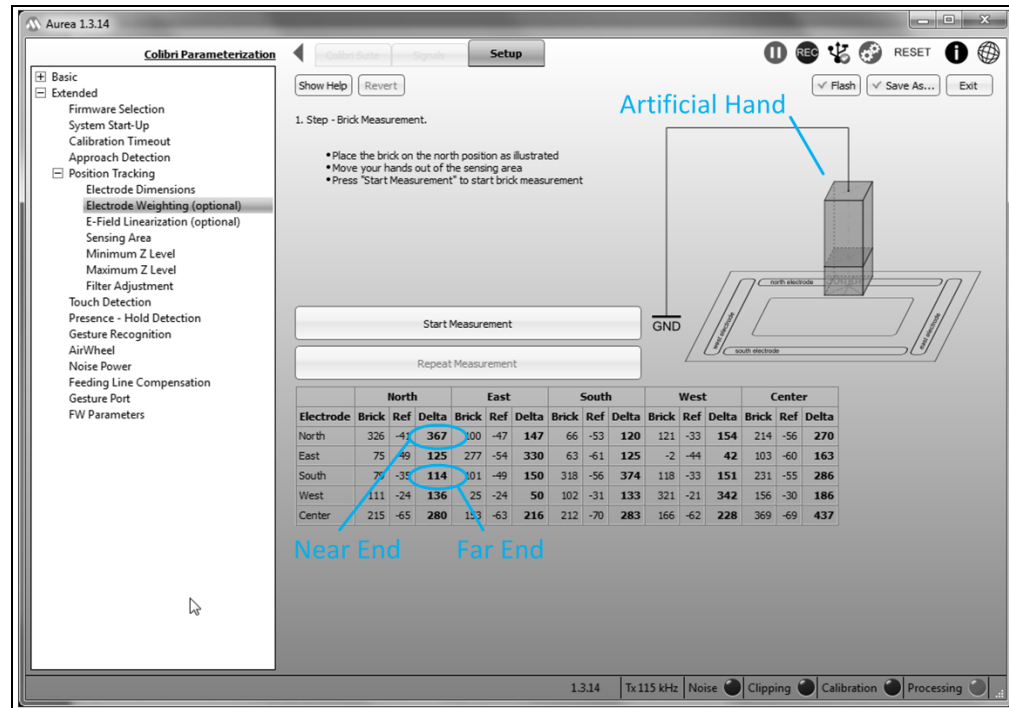 Aurea 1.3.14
Colibri Parameterization
Colibri Suite
Signals
Setup
REC
RESET
Basic
Extended
Firmware Selection
System Start-Up
Calibration Timeout
Approach Detection
Position Tracking
Electrode Dimensions
Electrode Weighting (optional)
E-Field Linearization (optional)
Sensing Area
Minimum Z Level
Maximum Z Level
Filter Adjustment
Touch Detection
Presence - Hold Detection
Gesture Recognition
AirWheel
Noise Power
Feeding Line Compensation
Gesture Port
FW Parameters
Show Help Revert
Flash Save As... Exit
1. Step - Brick Measurement.
• Place the brick on the north position as illustrated
• Move your hands out of the sensing area
• Press "Start Measurement" to start brick measurement
Artificial Hand
north electrode
west electrode
east electrode
south electrode
GND
Start Measurement
Repeat Measurement
North East South West Center
Electrode Brick Ref Delta Brick Ref Delta Brick Ref Delta Brick Ref Delta Brick Ref Delta
North 326 -41 367 100 -47 147 66 -53 120 121 -33 154 214 -56 270
East 75 -49 125 277 -54 330 63 -61 125 -2 -44 42 103 -60 163
South 79 -35 114 101 -49 150 318 -56 374 118 -33 151 231 -55 286
West 111 -24 136 25 -24 50 102 -31 133 321 -21 342 156 -30 186
Center 215 -65 280 153 -63 216 212 -70 283 166 -62 228 369 -69 437
Near End
Far End
1.3.14 Tx 115 kHz Noise Clipping Calibration Processing